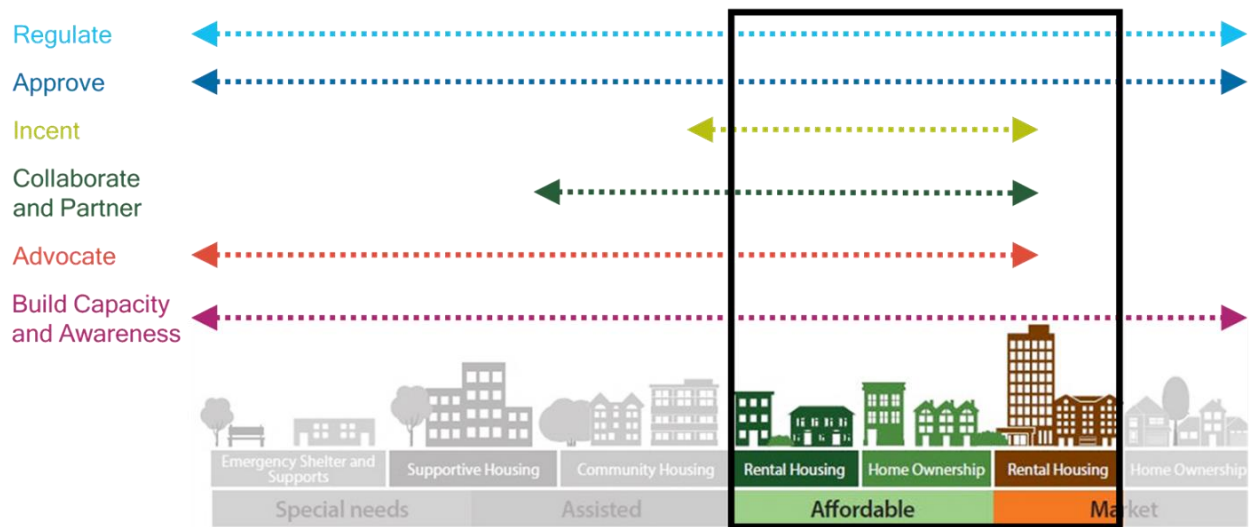 Regulate
Approve
Incent
Collaborate
and Partner
Advocate
Build Capacity
and Awareness
Emergency Shelter and
Supports
Supportive Housing
Community Housing
Rental Housing
Home Ownership
Rental Housing
Home Ownership
Special needs
Assisted
Affordable
Market